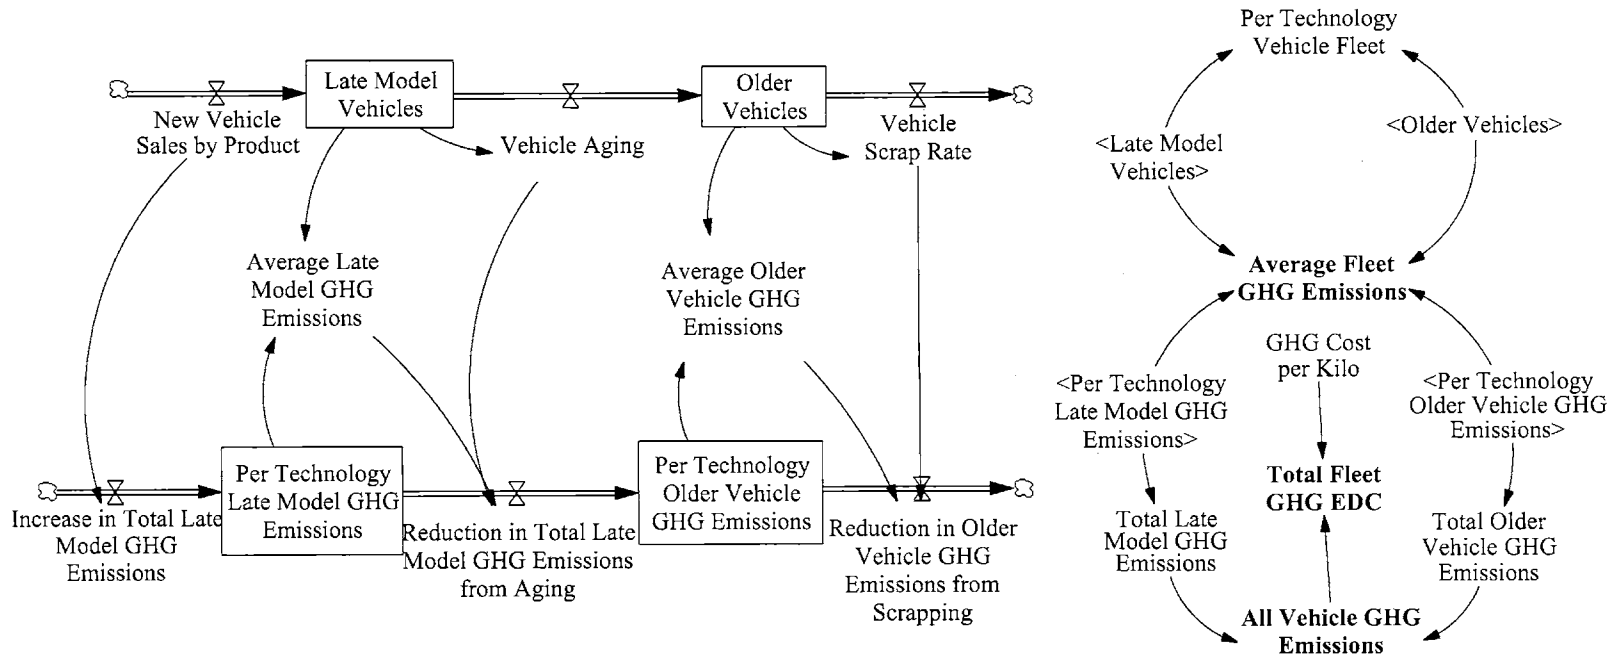 Late Model
Vehicles
Older
Vehicles
New Vehicle
Sales by Product
Vehicle Aging
Vehicle
Scrap Rate
Average Late
Model GHG
Emissions
Average Older
Vehicle GHG
Emissions
Per Technology
Late Model GHG
Emissions
Per Technology
Older Vehicle
GHG Emissions
Increase in Total Late
Model GHG
Emissions
Reduction in Total Late
Model GHG Emissions
from Aging
Reduction in Older
Vehicle GHG
Emissions from
Scrapping
Per Technology
Vehicle Fleet
<Late Model
Vehicles>
<Older Vehicles>
Average Fleet
GHG Emissions
GHG Cost
per Kilo
<Per Technology
Late Model GHG
Emissions>
<Per Technology
Older Vehicle GHG
Emissions>
Total Fleet
GHG EDC
Total Late
Model GHG
Emissions
Total Older
Vehicle GHG
Emissions
All Vehicle GHG
Emissions